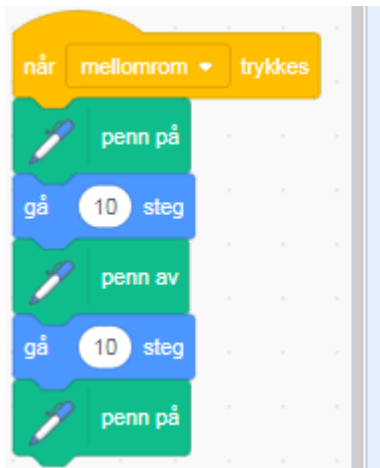 når mellomrom trykkes
penn på
gå 10 steg
penn av
gå 10 steg
penn på